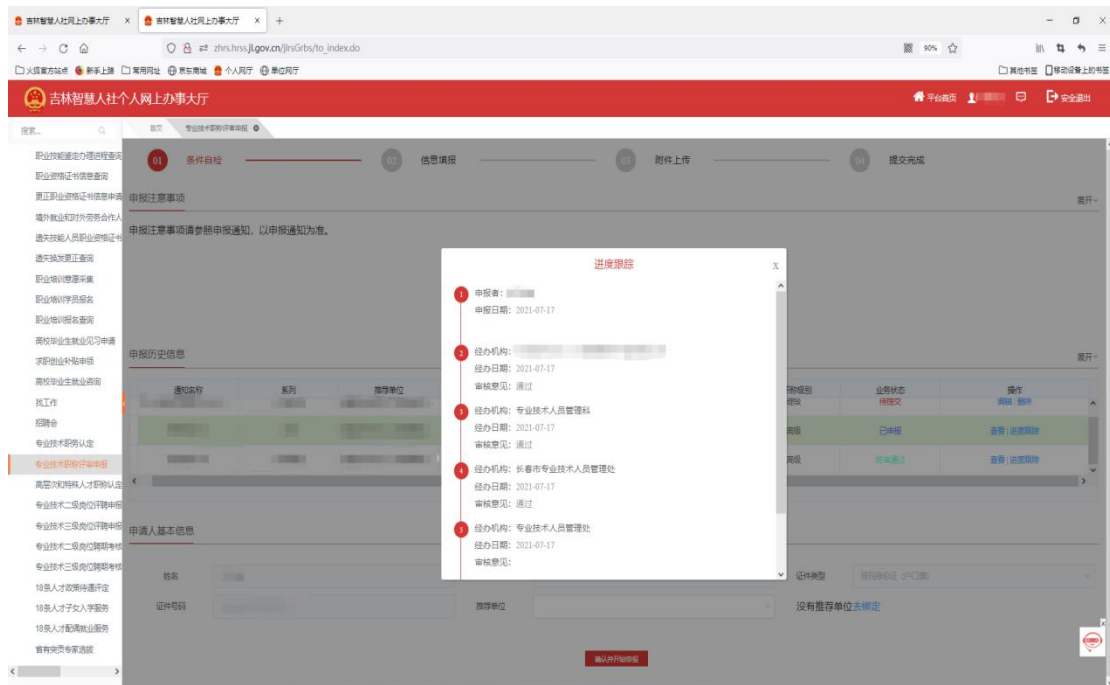 吉林智慧人社网上办事大厅 × 吉林智慧人社网上办事大厅 × +
zhrs.hrss.jl.gov.cn/jlrsGrbs/to_index.do 90%
火狐官方站点 新手上路 常用网址 京东商城 个人网厅 单位网厅 其他书签 移动设备上的书签
吉林智慧人社个人网上办事大厅 平台首页 安全退出
搜索... 首页 专业技术职称评审申报
职业技能鉴定办理进程查询
职业资格证书信息查询
更正职业资格证书信息申请
境外就业和对外劳务合作人
遗失技能人员职业资格证书
遗失换发更正查询
职业培训意愿采集
职业培训学员报名
职业培训报名查询
高校毕业生就业见习申请
求职创业补贴申领
高校毕业生就业咨询
找工作
招聘会
专业技术职务认定
专业技术职称评审申报
高层次和特殊人才职称认定
专业技术二级岗位评聘申报
专业技术三级岗位评聘申报
专业技术二级岗位聘期考核
专业技术三级岗位聘期考核
18条人才政策待遇评定
18条人才子女入学服务
18条人才配偶就业服务
省有突贡专家选拔
01 条件自检 02 信息填报 03 附件上传 04 提交完成
申报注意事项 展开
申报注意事项请参照申报通知，以申报通知为准。
申报历史信息 展开
通知名称 系列 推荐单位 职称级别 业务状态 操作
待提交 编辑 | 删除
高级 已申报 查看 | 进度跟踪
高级 查看 | 进度跟踪
进度跟踪 x
1 申报者：
申报日期：2021-07-17
2 经办机构：
经办日期：2021-07-17
审核意见：通过
3 经办机构：专业技术人员管理科
经办日期：2021-07-17
审核意见：通过
4 经办机构：长春市专业技术人员管理处
经办日期：2021-07-17
审核意见：通过
5 经办机构：专业技术人员管理处
经办日期：2021-07-17
审核意见：
申请人基本信息
姓名 证件类型 居民身份证（户口簿）
证件号码 推荐单位 没有推荐单位去绑定
确认并开始申报